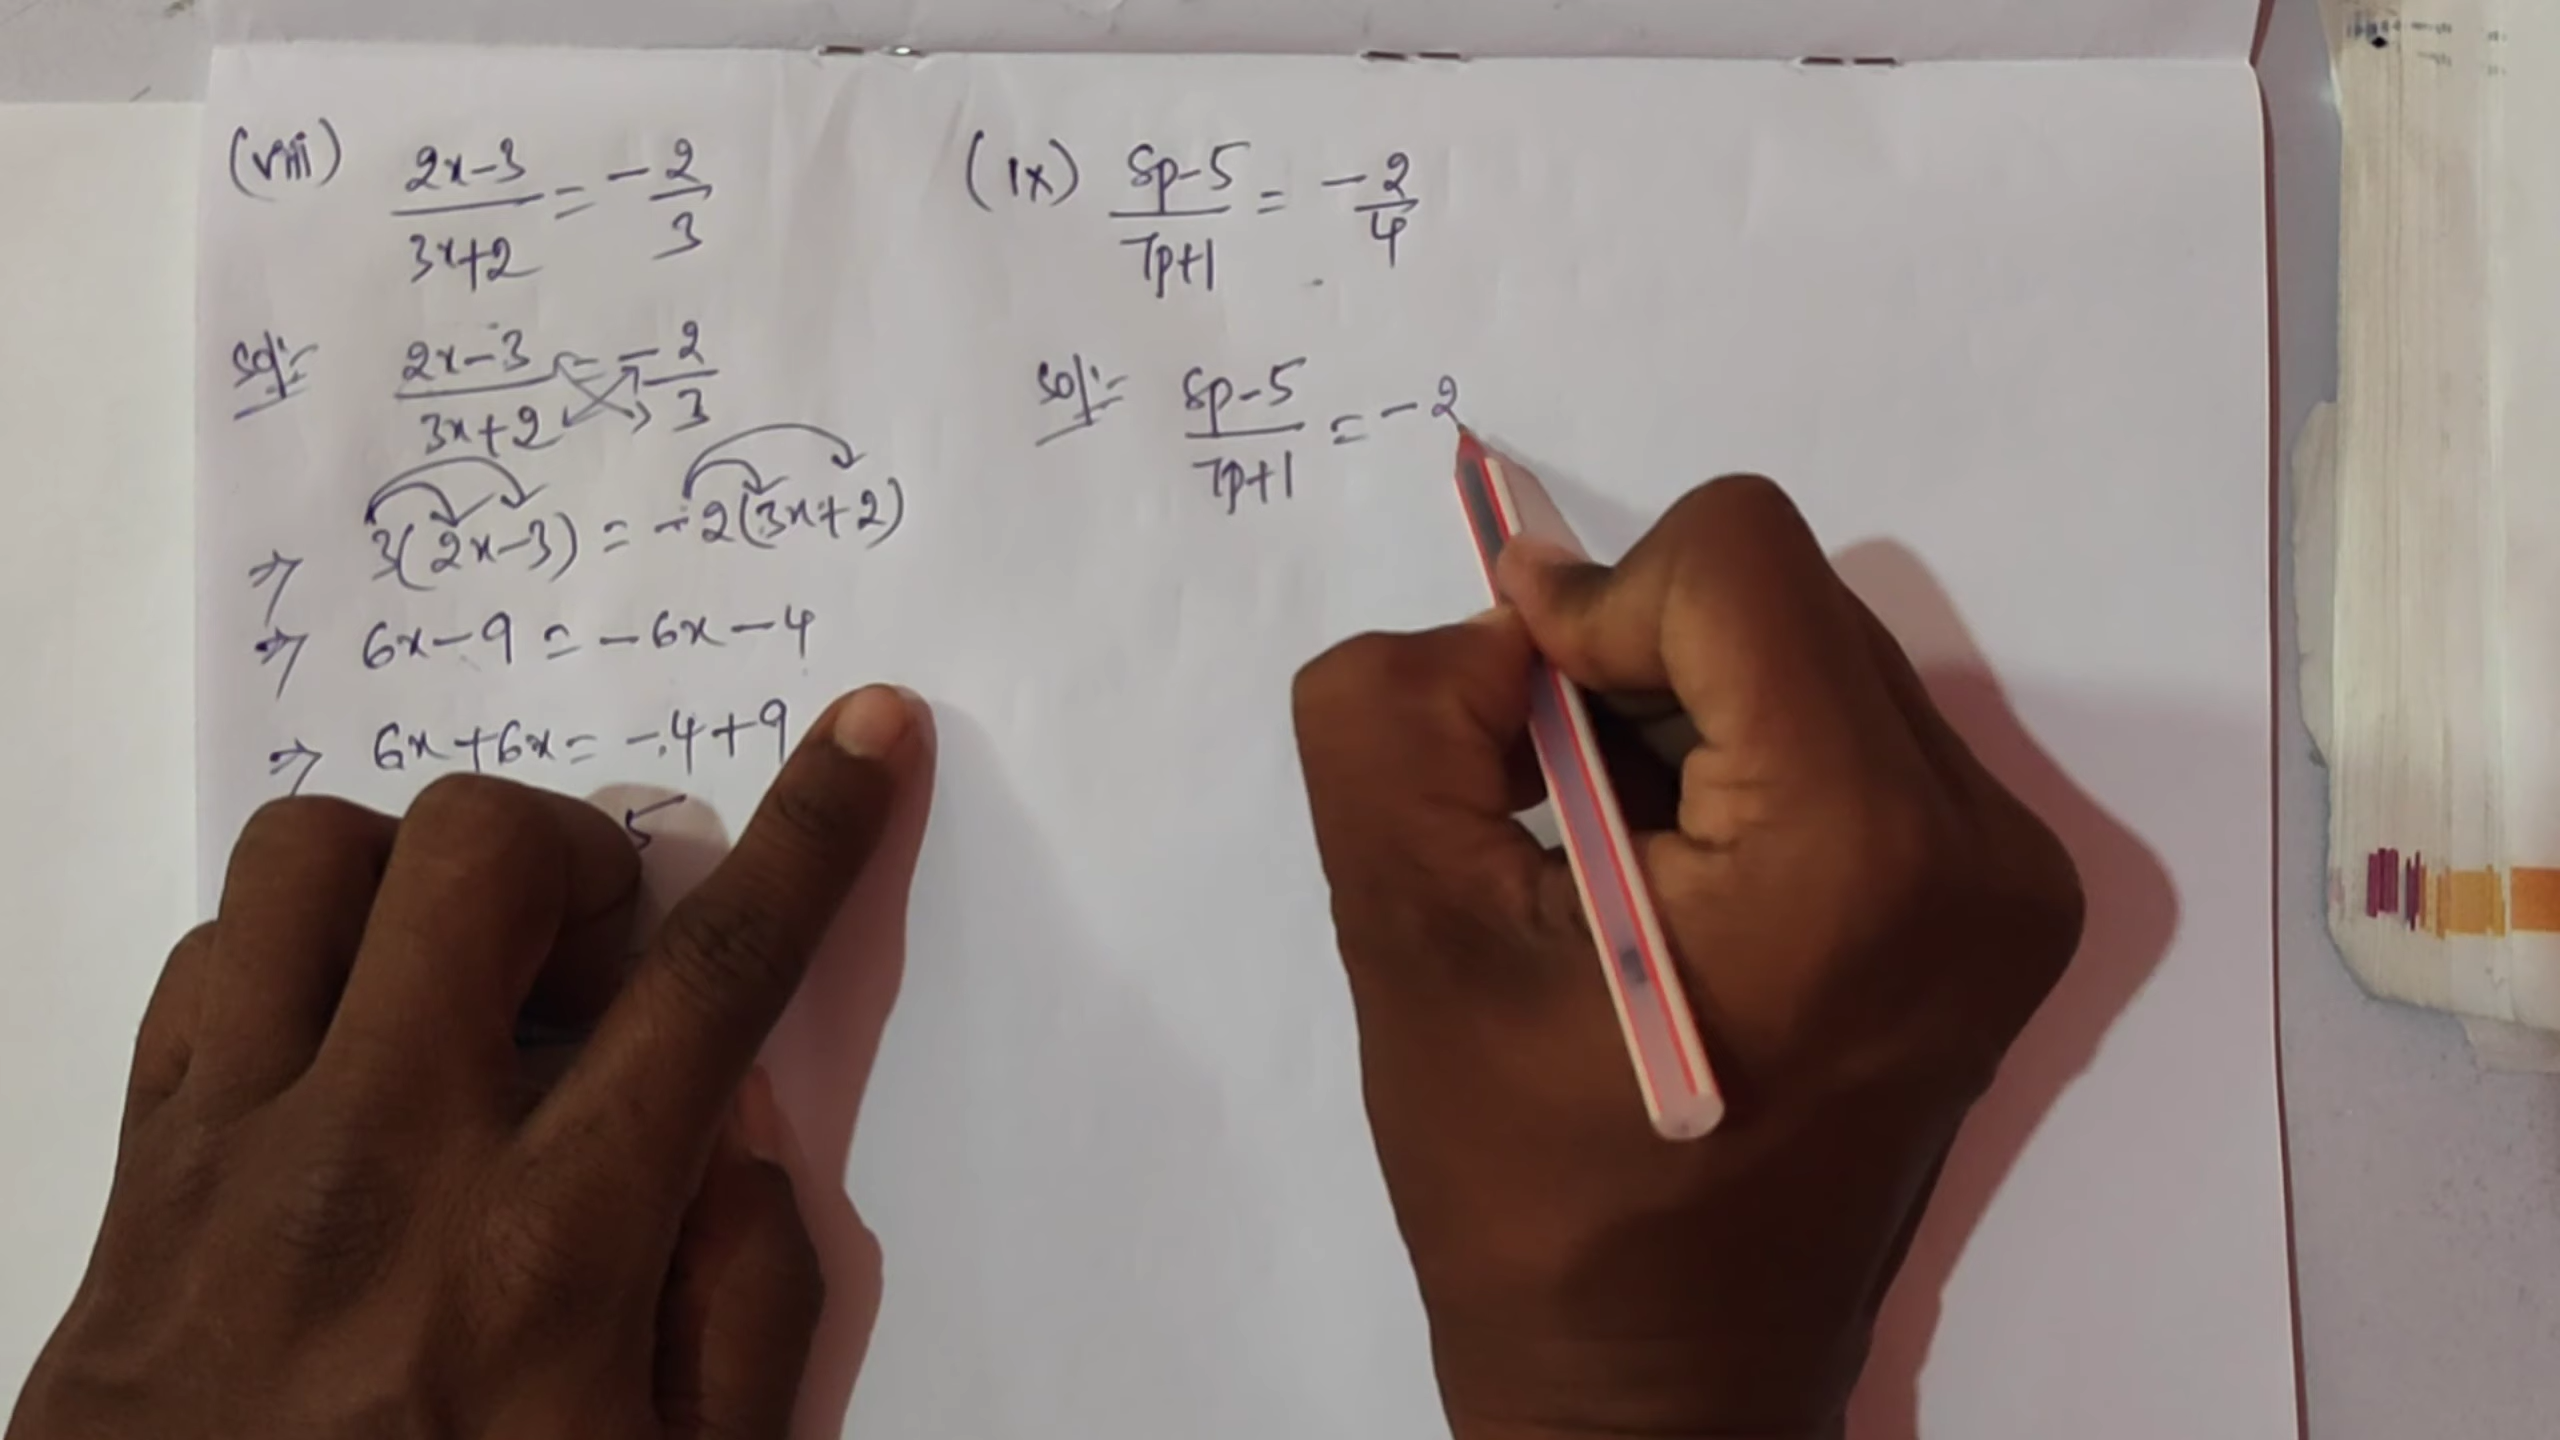 (viii) 2x-3/3x+2 = -2/3
Sol:- 2x-3/3x+2 = -2/3
⇒ 3(2x-3) = -2(3x+2)
⇒ 6x-9 = -6x-4
⇒ 6x+6x = -4+9
5
(ix) 8p-5/7p+1 = -2/4
Sol:- 8p-5/7p+1 = -2